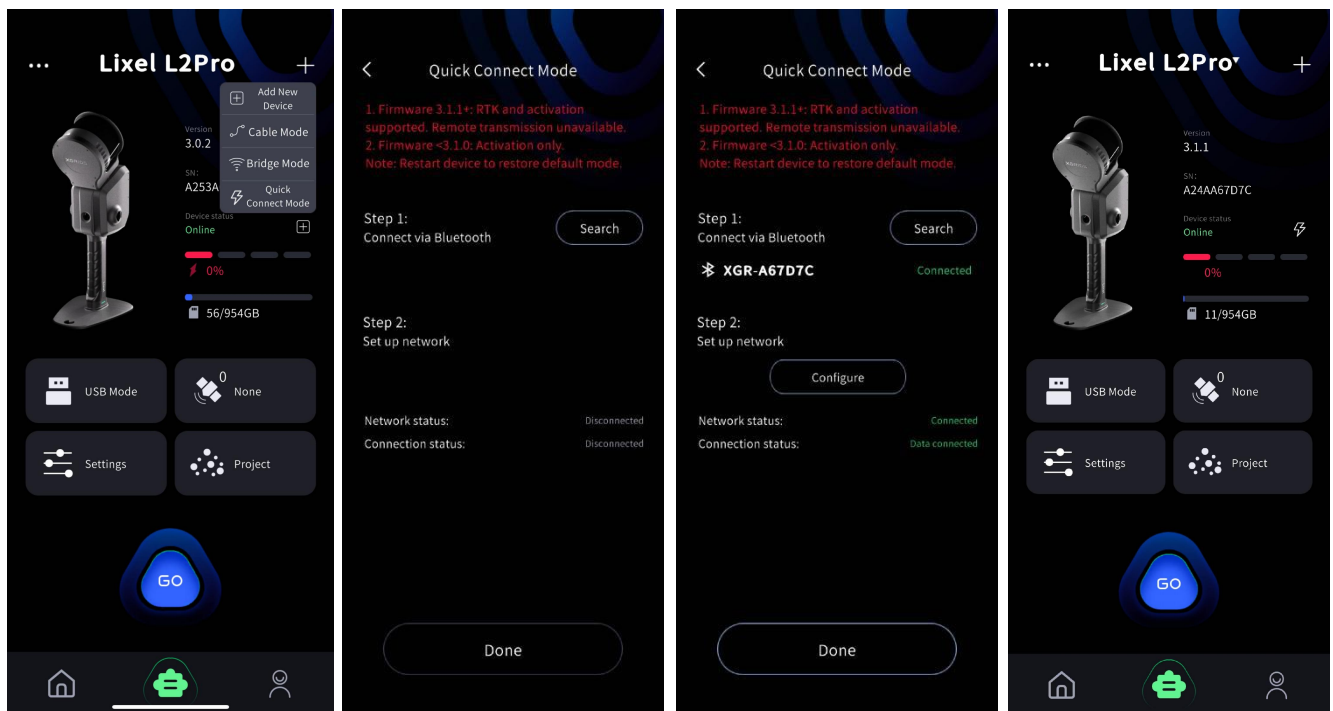 ... Lixel L2Pro +
Add New
Device
Cable Mode
Bridge Mode
Quick
Connect Mode
Version
3.0.2
SN:
A253A
Device status
Online
0%
56/954GB
USB Mode
0
None
Settings
Project
GO
Quick Connect Mode
1. Firmware 3.1.1+: RTK and activation
supported. Remote transmission unavailable.
2. Firmware <3.1.0: Activation only.
Note: Restart device to restore default mode.
Step 1:
Connect via Bluetooth
Search
Step 2:
Set up network
Network status: Disconnected
Connection status: Disconnected
Done
Quick Connect Mode
1. Firmware 3.1.1+: RTK and activation
supported. Remote transmission unavailable.
2. Firmware <3.1.0: Activation only.
Note: Restart device to restore default mode.
Step 1:
Connect via Bluetooth
Search
XGR-A67D7C Connected
Step 2:
Set up network
Configure
Network status: Connected
Connection status: Data connected
Done
... Lixel L2Pro +
Version
3.1.1
SN:
A24AA67D7C
Device status
Online
0%
11/954GB
USB Mode
0
None
Settings
Project
GO